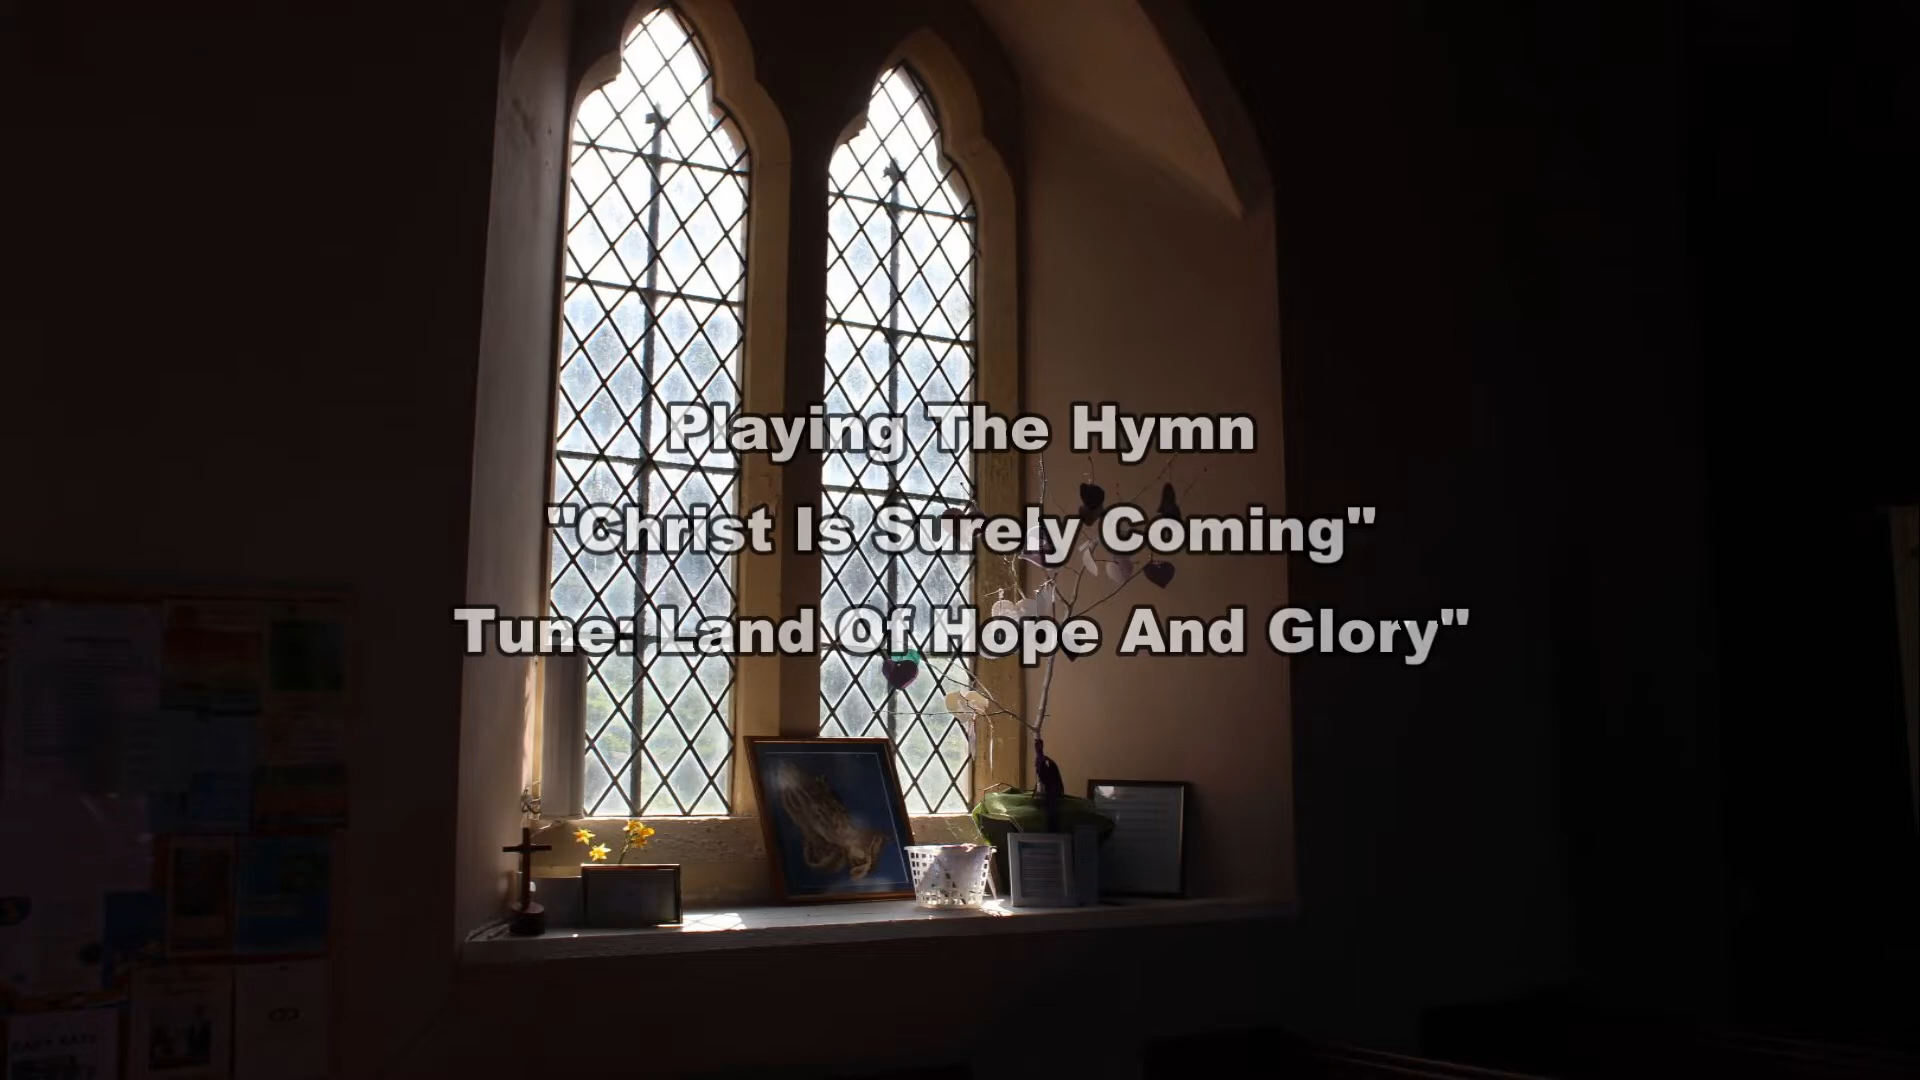 Playing The Hymn
"Christ Is Surely Coming"
Tune: Land Of Hope And Glory"